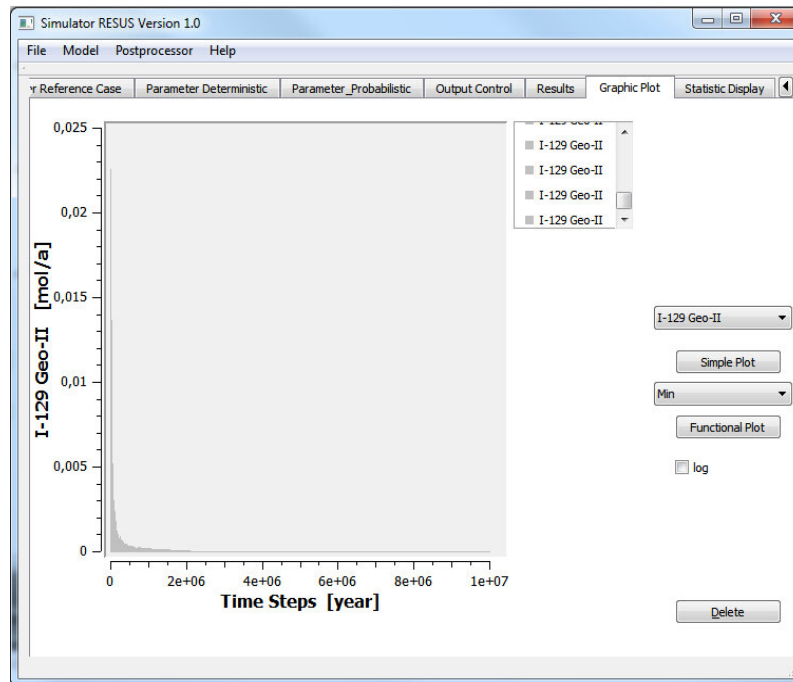 Simulator RESUS Version 1.0
File Model Postprocessor Help
r Reference Case Parameter Deterministic Parameter_Probabilistic Output Control Results Graphic Plot Statistic Display
0,025
0,02
0,015
0,01
0,005
0
I-129 Geo-II [mol/a]
0 2e+06 4e+06 6e+06 8e+06 1e+07
Time Steps [year]
I-129 Geo-II
I-129 Geo-II
I-129 Geo-II
I-129 Geo-II
I-129 Geo-II
I-129 Geo-II
Simple Plot
Min
Functional Plot
log
Delete